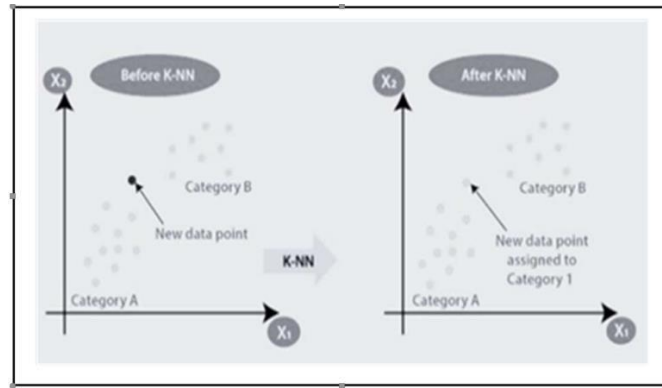 Before K-NN
X₂
Category B
New data point
Category A
X₁
K-NN
After K-NN
X₂
Category B
New data point
assigned to
Category 1
Category A
X₁